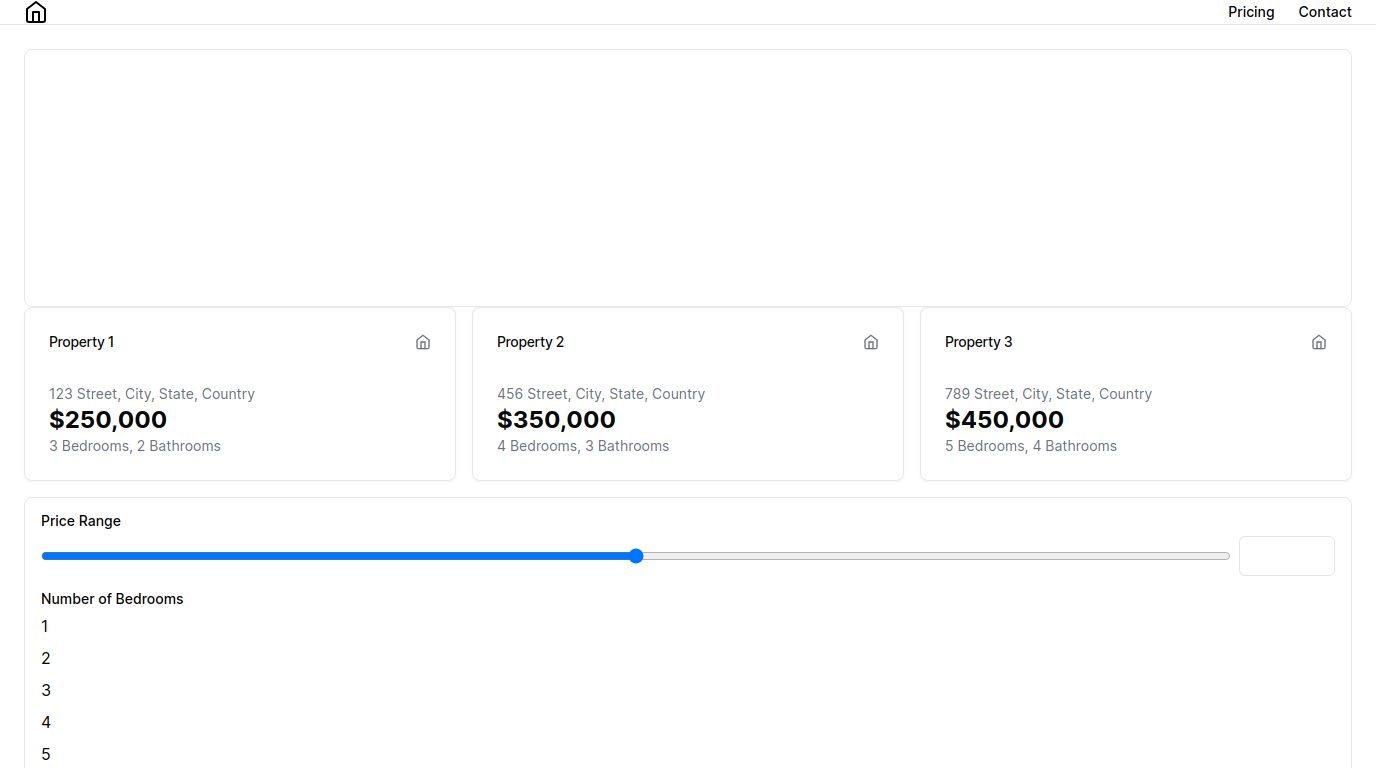 Pricing Contact
Property 1
123 Street, City, State, Country
$250,000
3 Bedrooms, 2 Bathrooms
Property 2
456 Street, City, State, Country
$350,000
4 Bedrooms, 3 Bathrooms
Property 3
789 Street, City, State, Country
$450,000
5 Bedrooms, 4 Bathrooms
Price Range
Number of Bedrooms
1
2
3
4
5